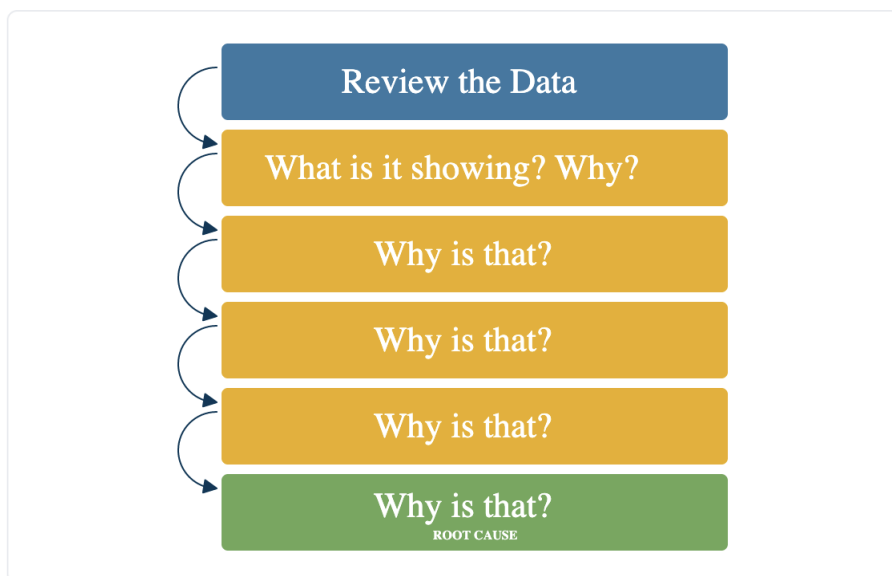 Review the Data
What is it showing? Why?
Why is that?
Why is that?
Why is that?
Why is that?
ROOT CAUSE